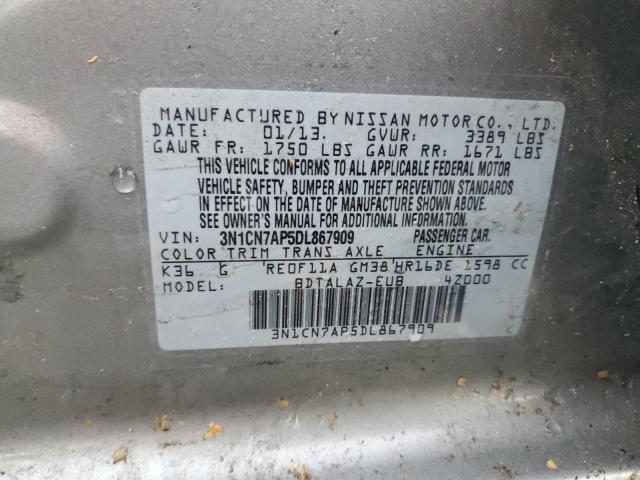 MANUFACTURED BY NISSAN MOTOR CO., LTD.
DATE: 01/13. GVWR: 3389 LBS
GAWR FR: 1750 LBS GAWR RR: 1671 LBS
THIS VEHICLE CONFORMS TO ALL APPLICABLE FEDERAL MOTOR
VEHICLE SAFETY, BUMPER AND THEFT PREVENTION STANDARDS
IN EFFECT ON THE DATE OF MANUFACTURE SHOWN ABOVE.
SEE OWNER'S MANUAL FOR ADDITIONAL INFORMATION.
VIN: 3N1CN7AP5DL867909 PASSENGER CAR.
COLOR TRIM TRANS AXLE ENGINE
K36 G RE0F11A GM38 HR16DE 1598 CC
MODEL: BDTALAZ-EUB 4Z000
3N1CN7AP5DL867909